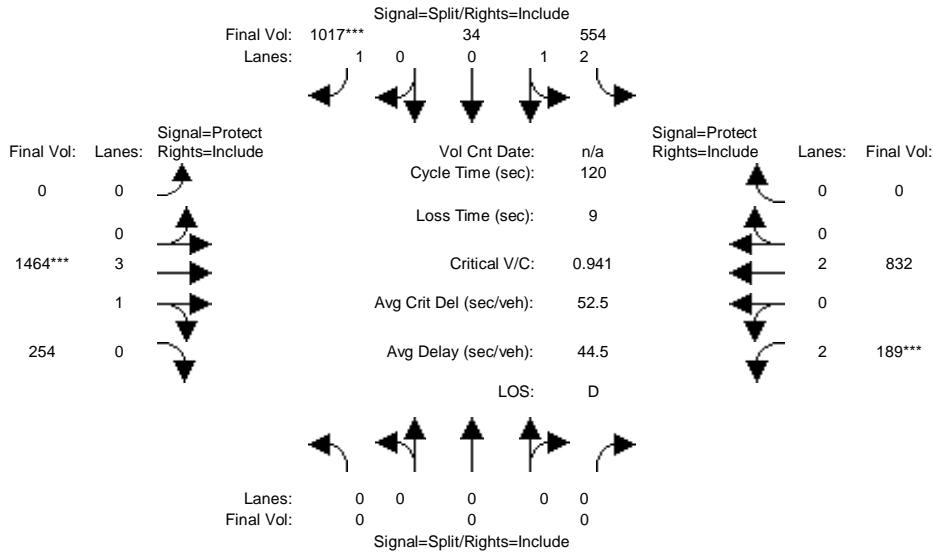 Signal=Split/Rights=Include
Final Vol: 1017*** 34 554
Lanes: 1 0 0 1 2
Signal=Protect
Final Vol: Lanes: Rights=Include
Vol Cnt Date: n/a
Signal=Protect
Rights=Include Lanes: Final Vol:
Cycle Time (sec): 120
0 0
0 0
Loss Time (sec): 9
0
0
1464*** 3
Critical V/C: 0.941
2 832
1
Avg Crit Del (sec/veh): 52.5
0
254 0
Avg Delay (sec/veh): 44.5
2 189***
LOS: D
Lanes: 0 0 0 0 0
Final Vol: 0 0 0
Signal=Split/Rights=Include